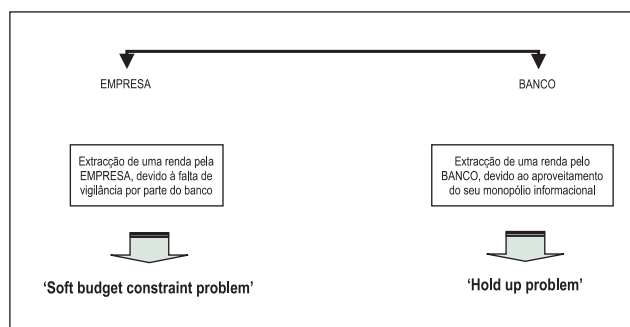 EMPRESA
BANCO
Extracção de uma renda pela
EMPRESA, devido à falta de
vigilância por parte do banco
Extracção de uma renda pelo
BANCO, devido ao aproveitamento
do seu monopólio informacional
‘Soft budget constraint problem’
‘Hold up problem’